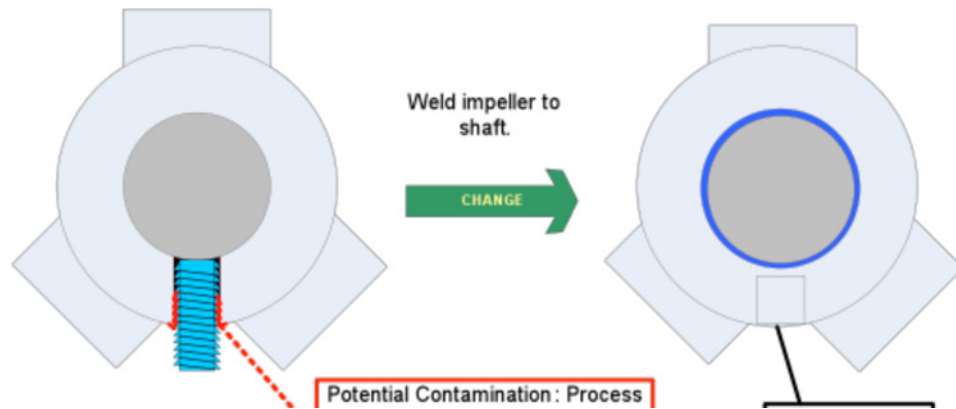 Weld impeller to
shaft.
CHANGE
Potential Contamination: Process